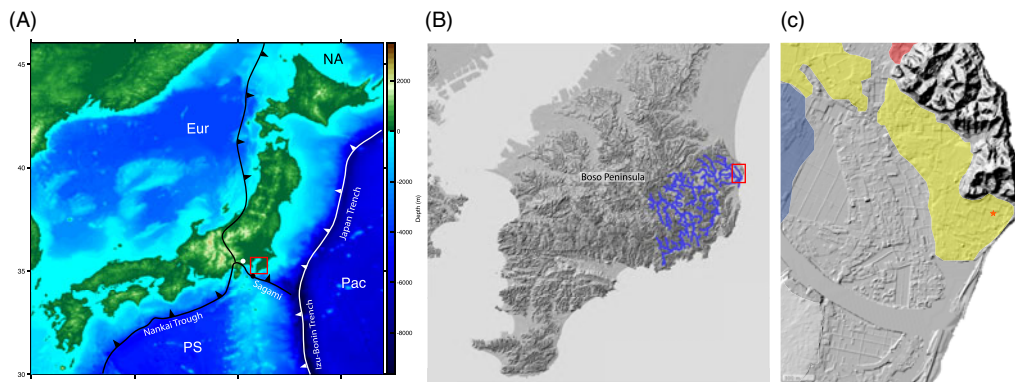 (A)
(B)
(c)
45
40
35
30
NA
Eur
Japan Trench
Pac
Sagami
Nankai Trough
Izu-Bonin Trench
PS
2000
0
-2000
-4000
-6000
-8000
Depth (m)
Boso Peninsula